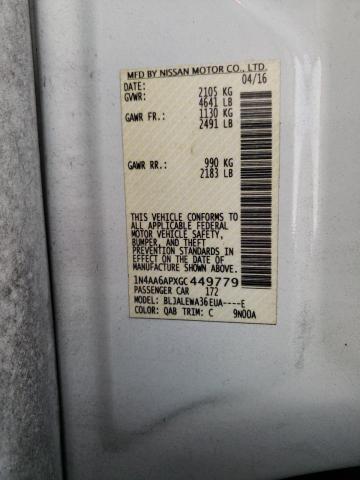 MFD BY NISSAN MOTOR CO., LTD.
DATE: 04/16
GVWR: 2105 KG
4641 LB
GAWR FR.: 1130 KG
2491 LB
GAWR RR.: 990 KG
2183 LB
THIS VEHICLE CONFORMS TO
ALL APPLICABLE FEDERAL
MOTOR VEHICLE SAFETY,
BUMPER, AND THEFT
PREVENTION STANDARDS
IN EFFECT ON THE DATE OF
MANUFACTURE SHOWN ABOVE.
1N4AA6APXGC449779
PASSENGER CAR 172
MODEL: BLJALEWA36EUA----E
COLOR: QAB TRIM: C 9N00A